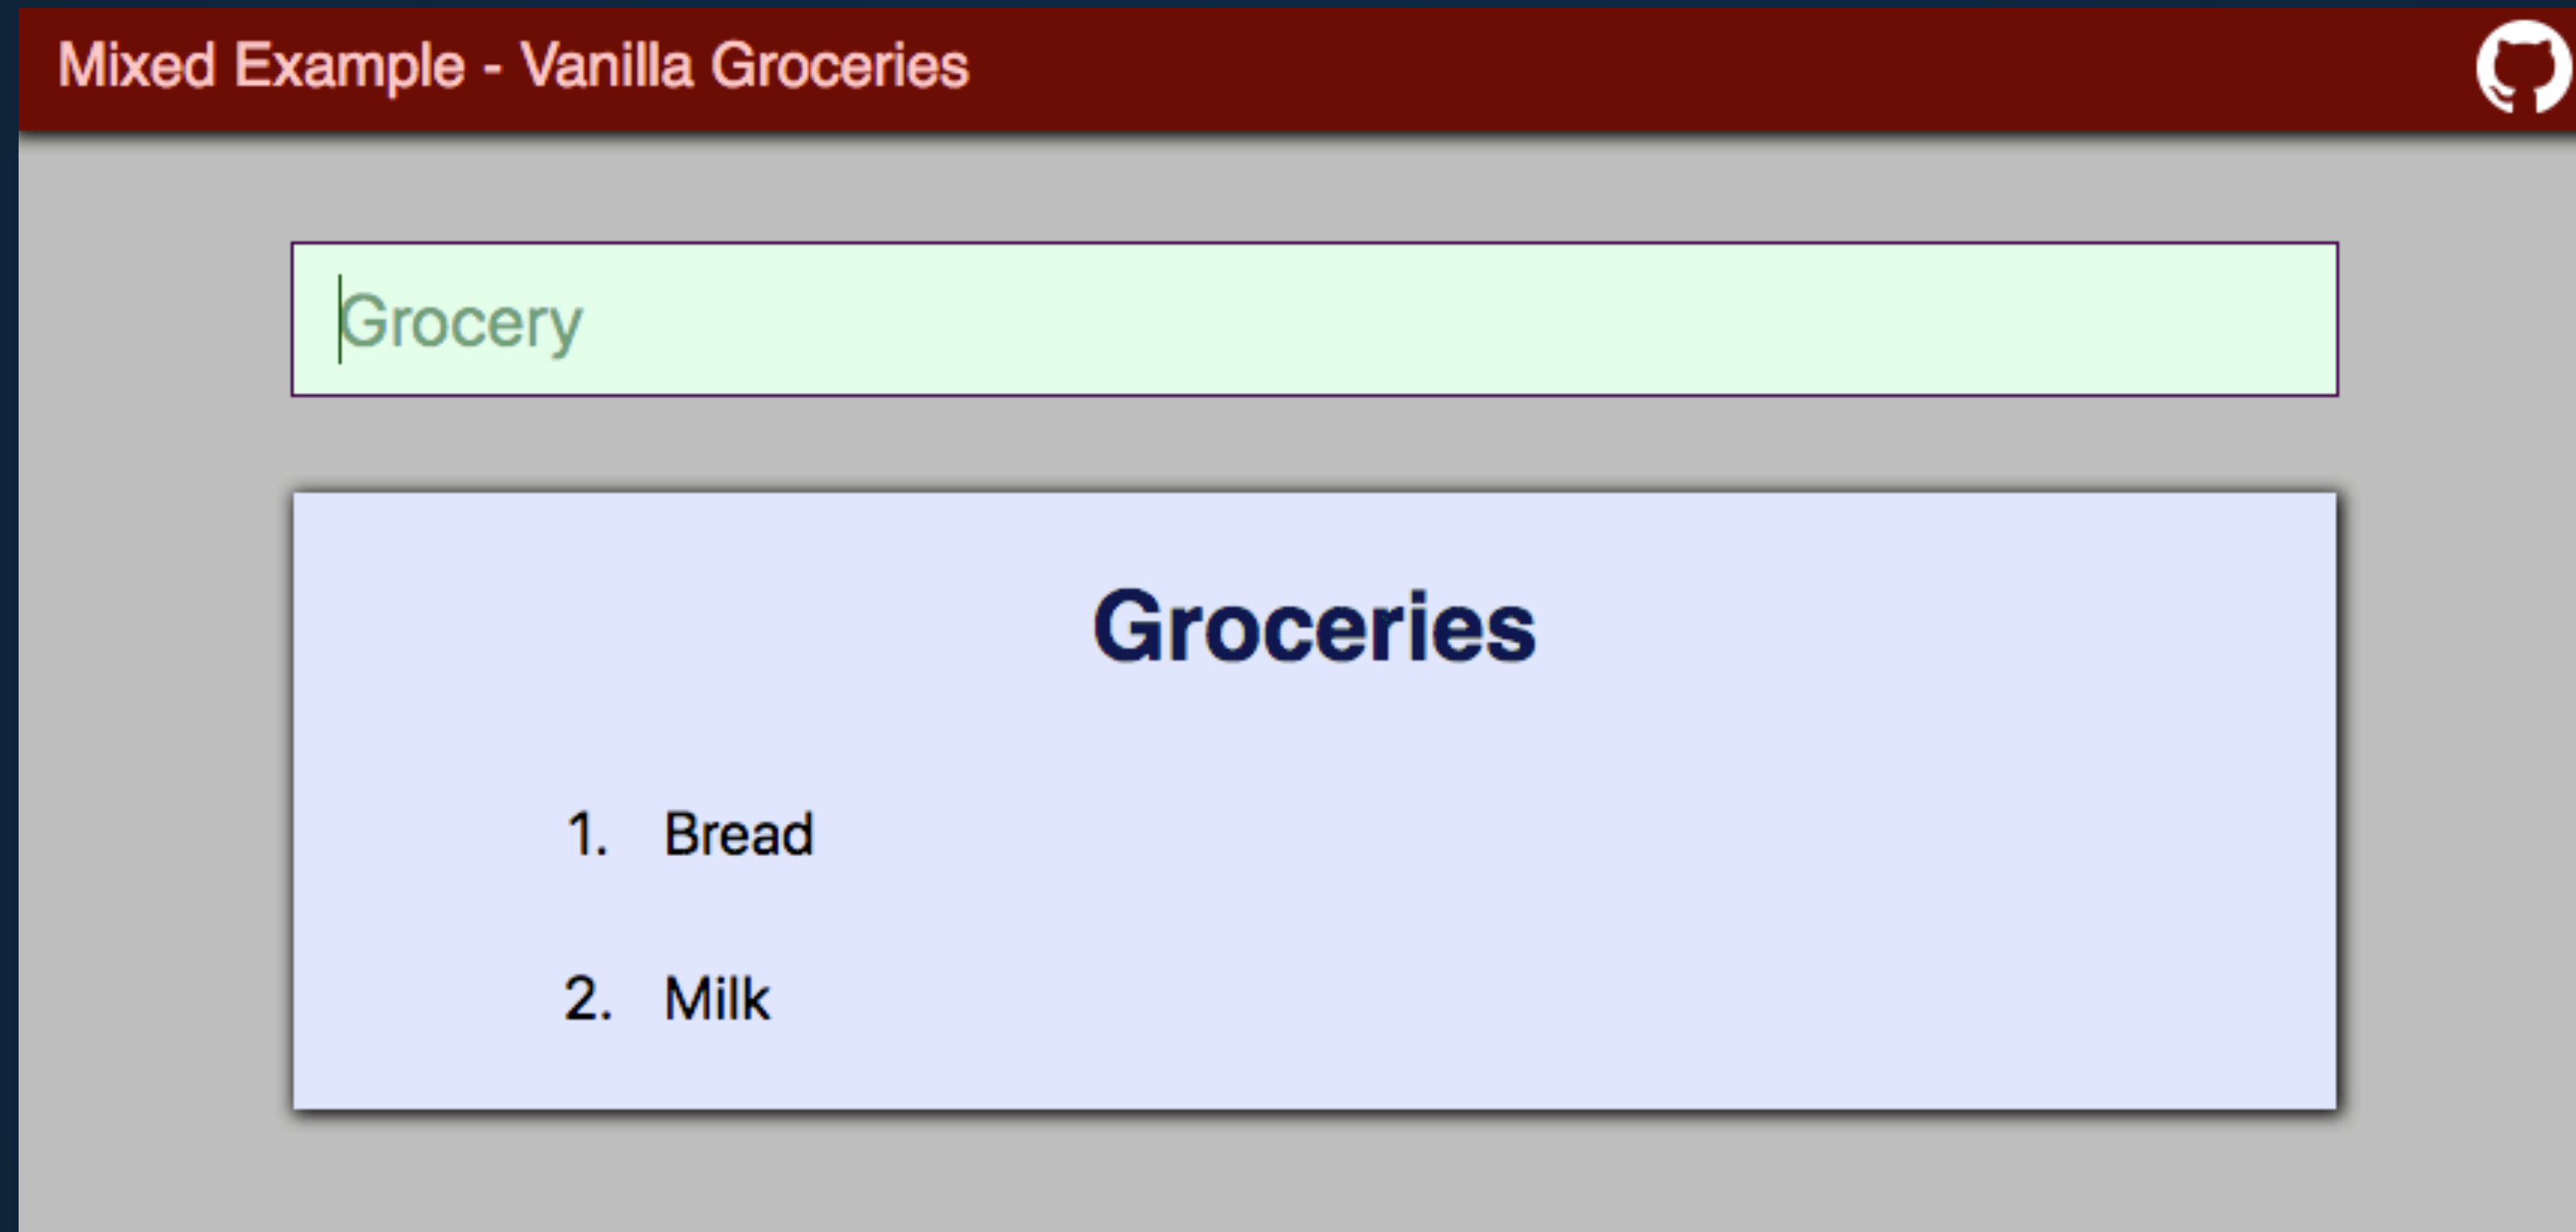 Mixed Example - Vanilla Groceries
Grocery
Groceries
1. Bread
2. Milk